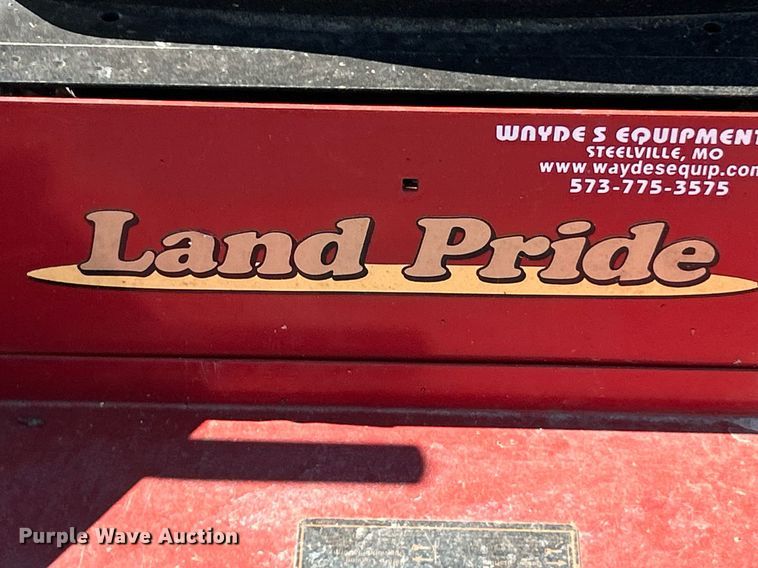 WAYDE S EQUIPMENT
STEELVILLE, MO
www.waydesequip.com
573-775-3575
Land Pride
Purple Wave Auction